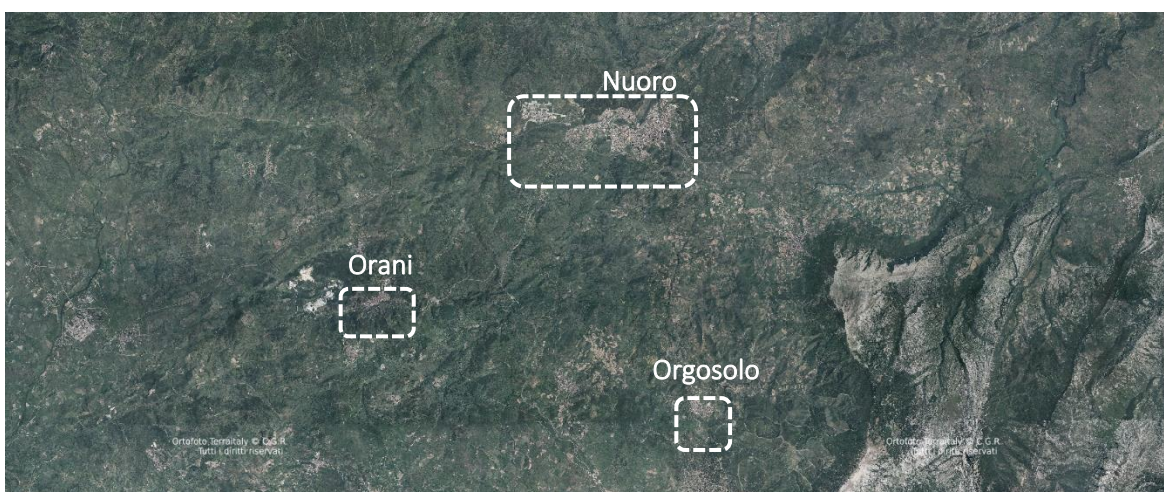 Nuoro
Orani
Orgosolo
Ortofoto Terraitaly © C.G.R.
Tutti i diritti riservati
Ortofoto Terraitaly © C.G.R.
Tutti i diritti riservati